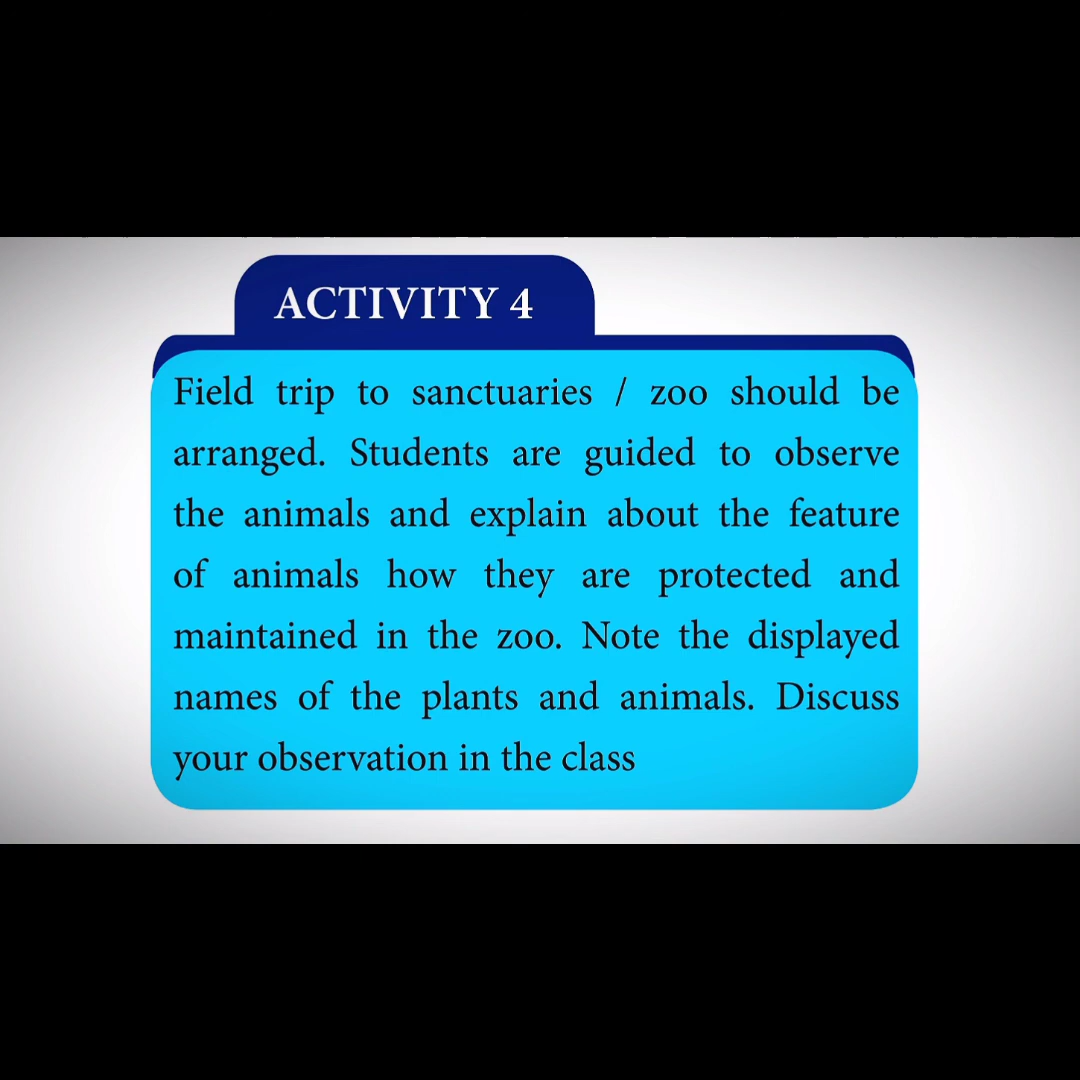 ACTIVITY 4
Field trip to sanctuaries / zoo should be
arranged. Students are guided to observe
the animals and explain about the feature
of animals how they are protected and
maintained in the zoo. Note the displayed
names of the plants and animals. Discuss
your observation in the class